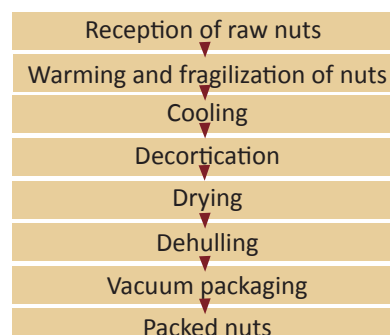 Reception of raw nuts
Warming and fragilization of nuts
Cooling
Decortication
Drying
Dehulling
Vacuum packaging
Packed nuts